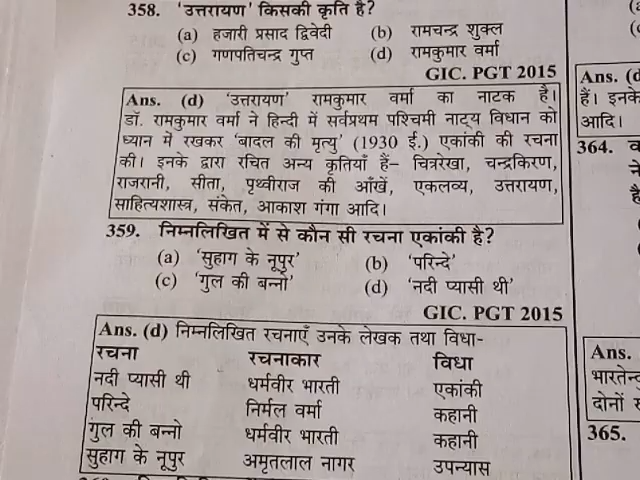 358. 'उत्तरायण' किसकी कृति है?
(a) हजारी प्रसाद द्विवेदी (b) रामचन्द्र शुक्ल
(c) गणपतिचन्द्र गुप्त (d) रामकुमार वर्मा
GIC. PGT 2015
Ans. (d) 'उत्तरायण' रामकुमार वर्मा का नाटक है।
डॉ. रामकुमार वर्मा ने हिन्दी में सर्वप्रथम पश्चिमी नाट्य विधान को
ध्यान में रखकर 'बादल की मृत्यु' (1930 ई.) एकांकी की रचना
की। इनके द्वारा रचित अन्य कृतियाँ हैं– चित्ररेखा, चन्द्रकिरण,
राजरानी, सीता, पृथ्वीराज की आँखें, एकलव्य, उत्तरायण,
साहित्यशास्त्र, संकेत, आकाश गंगा आदि।
359. निम्नलिखित में से कौन सी रचना एकांकी है?
(a) 'सुहाग के नूपुर' (b) 'परिन्दे'
(c) 'गुल की बन्नो' (d) 'नदी प्यासी थी'
GIC. PGT 2015
Ans. (d) निम्नलिखित रचनाएँ उनके लेखक तथा विधा-
रचना रचनाकार विधा
नदी प्यासी थी धर्मवीर भारती एकांकी
परिन्दे निर्मल वर्मा कहानी
गुल की बन्नो धर्मवीर भारती कहानी
सुहाग के नूपुर अमृतलाल नागर उपन्यास
Ans. (d
हैं। इनके
आदि।
364.
ने
Ans.
भारतेन्दु
दोनों
365.